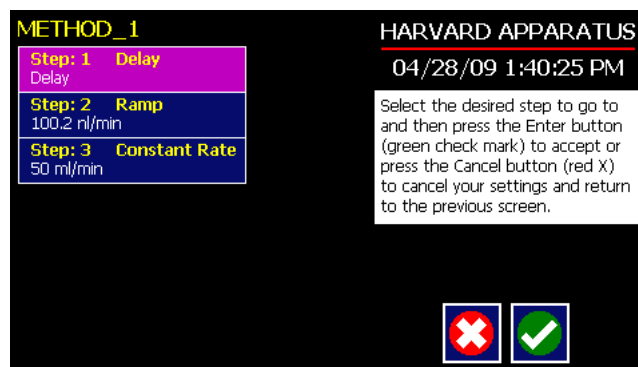 METHOD_1
Step: 1 Delay
Delay
Step: 2 Ramp
100.2 nl/min
Step: 3 Constant Rate
50 ml/min
HARVARD APPARATUS
04/28/09 1:40:25 PM
Select the desired step to go to
and then press the Enter button
(green check mark) to accept or
press the Cancel button (red X)
to cancel your settings and return
to the previous screen.